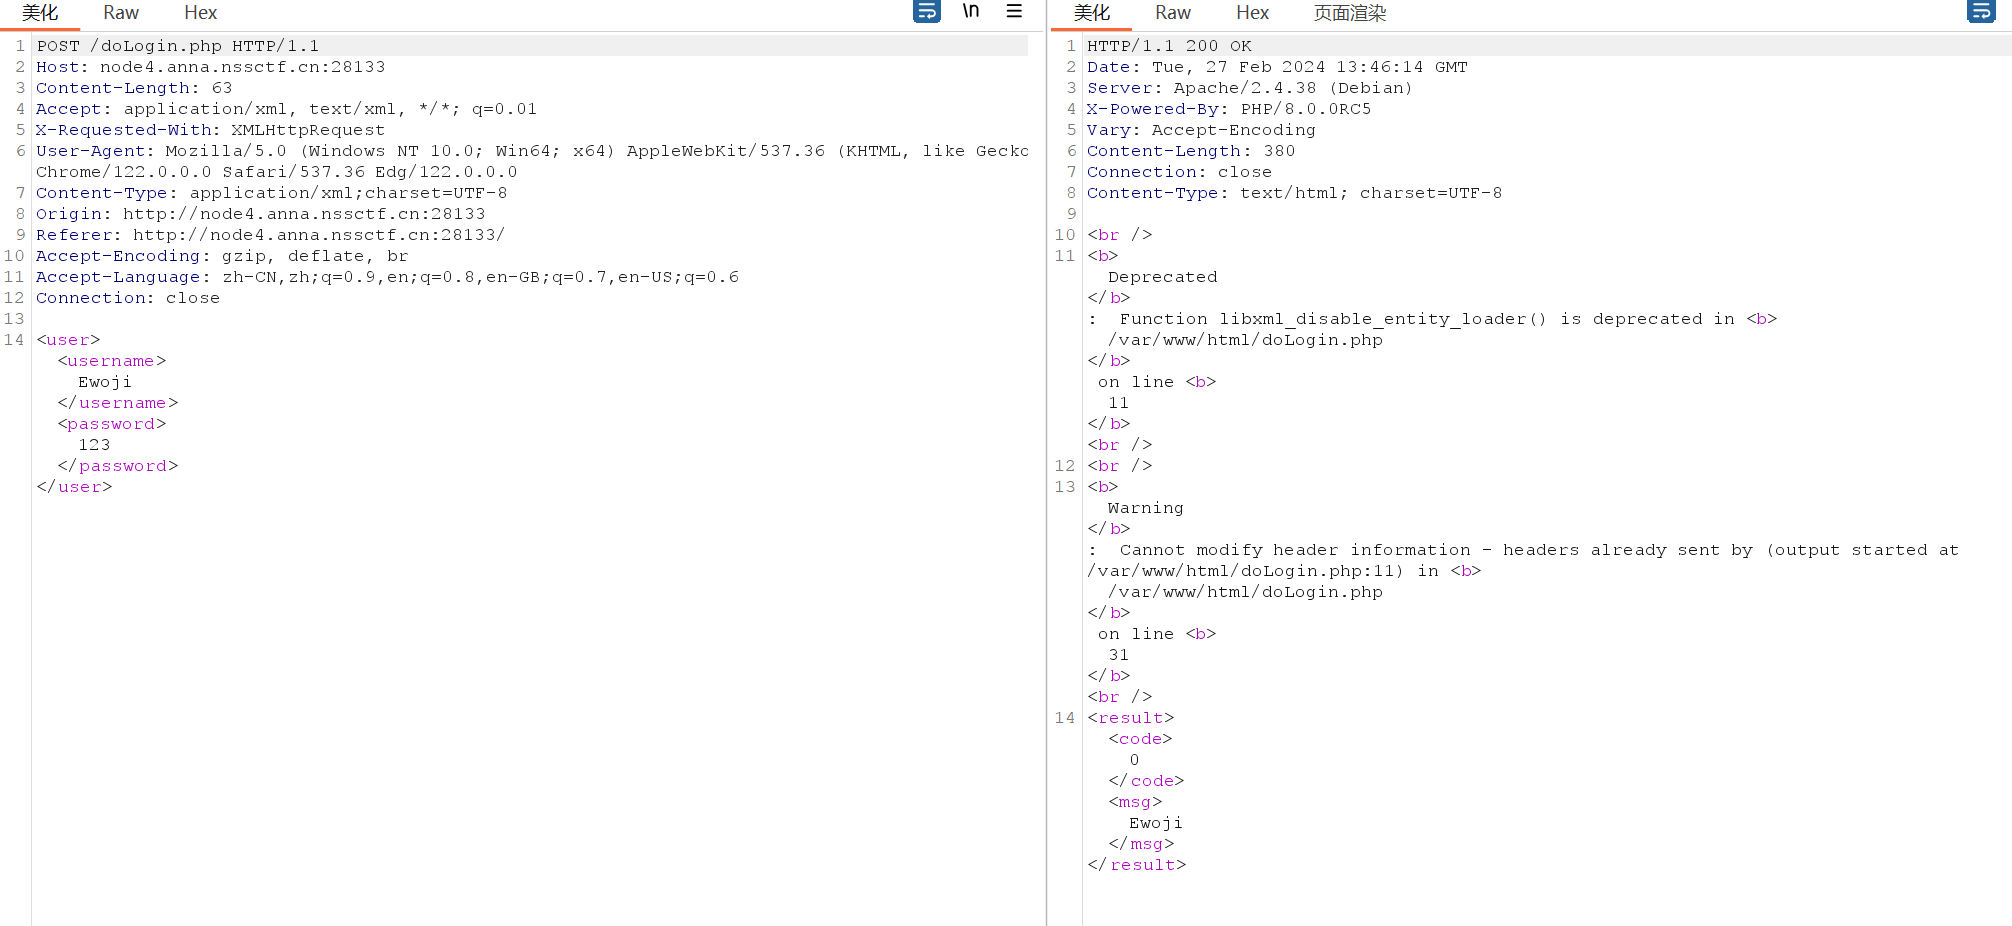 美化 Raw Hex \n
1 POST /doLogin.php HTTP/1.1
2 Host: node4.anna.nssctf.cn:28133
3 Content-Length: 63
4 Accept: application/xml, text/xml, */*; q=0.01
5 X-Requested-With: XMLHttpRequest
6 User-Agent: Mozilla/5.0 (Windows NT 10.0; Win64; x64) AppleWebKit/537.36 (KHTML, like Gecko
Chrome/122.0.0.0 Safari/537.36 Edg/122.0.0.0
7 Content-Type: application/xml;charset=UTF-8
8 Origin: http://node4.anna.nssctf.cn:28133
9 Referer: http://node4.anna.nssctf.cn:28133/
10 Accept-Encoding: gzip, deflate, br
11 Accept-Language: zh-CN,zh;q=0.9,en;q=0.8,en-GB;q=0.7,en-US;q=0.6
12 Connection: close
13
14 <user>
<username>
Ewoji
</username>
<password>
123
</password>
</user>
美化 Raw Hex 页面渲染
1 HTTP/1.1 200 OK
2 Date: Tue, 27 Feb 2024 13:46:14 GMT
3 Server: Apache/2.4.38 (Debian)
4 X-Powered-By: PHP/8.0.0RC5
5 Vary: Accept-Encoding
6 Content-Length: 380
7 Connection: close
8 Content-Type: text/html; charset=UTF-8
9
10 <br />
11 <b>
Deprecated
</b>
:  Function libxml_disable_entity_loader() is deprecated in <b>
/var/www/html/doLogin.php
</b>
on line <b>
11
</b>
<br />
12 <br />
13 <b>
Warning
</b>
:  Cannot modify header information - headers already sent by (output started at
/var/www/html/doLogin.php:11) in <b>
/var/www/html/doLogin.php
</b>
on line <b>
31
</b>
<br />
14 <result>
<code>
0
</code>
<msg>
Ewoji
</msg>
</result>